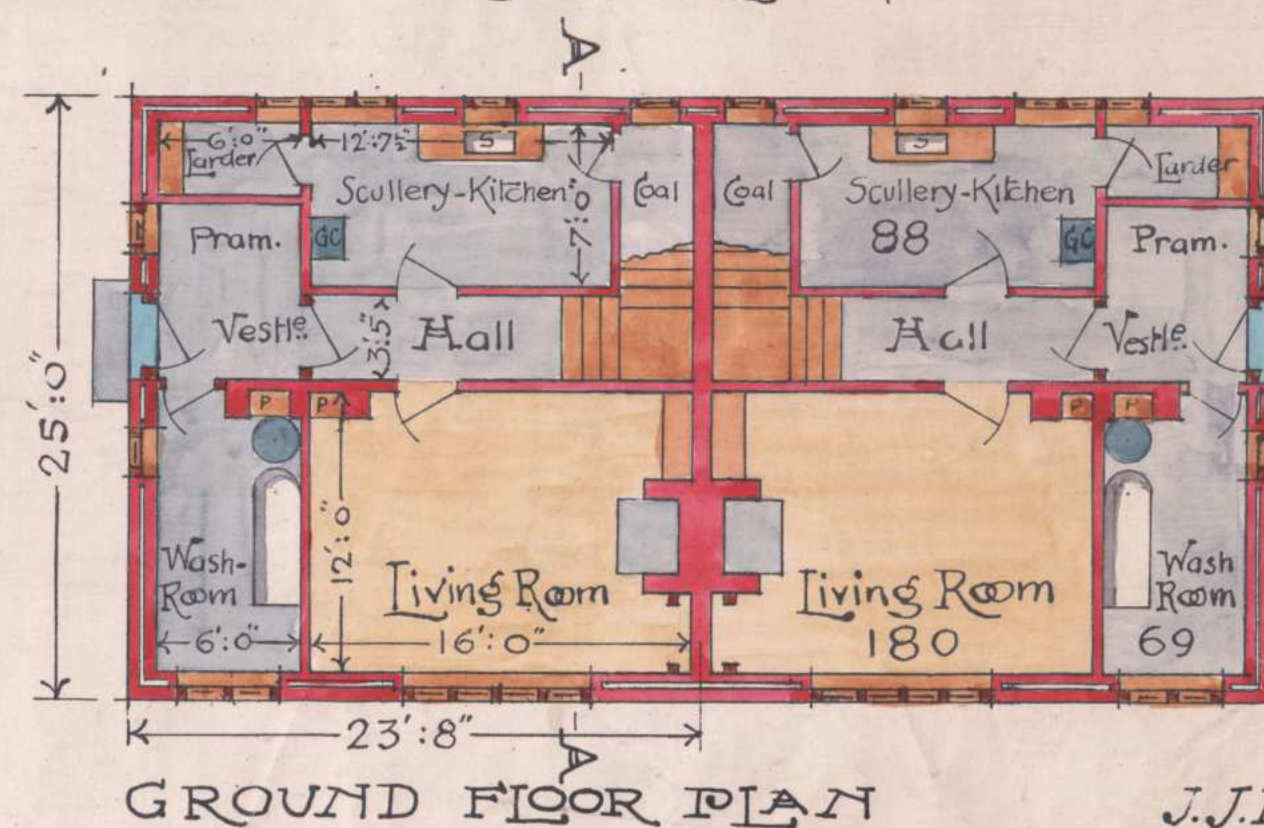 A
6':0"
Larder
12':7½"
S
Scullery-Kitchen
7':0"
Coal
Coal
S
Scullery-Kitchen
88
Larder
Pram.
GC
GC
Pram.
Vestle.
3':5"
Hall
Hall
Vestle.
25':0"
P
P
P
P
Wash-
Room
6':0"
12':0"
Living Room
16':0"
Living Room
180
Wash
Room
69
23':8"
A
GROUND FLOOR PLAN
J.J.